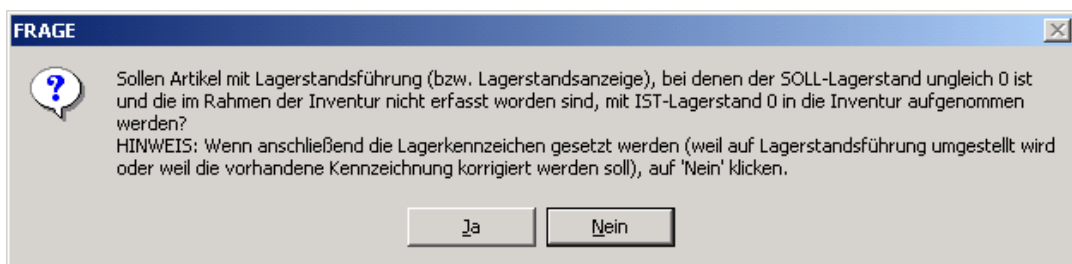 FRAGE
Sollen Artikel mit Lagerstandsführung (bzw. Lagerstandsanzeige), bei denen der SOLL-Lagerstand ungleich 0 ist
und die im Rahmen der Inventur nicht erfasst worden sind, mit IST-Lagerstand 0 in die Inventur aufgenommen
werden?
HINWEIS: Wenn anschließend die Lagerkennzeichen gesetzt werden (weil auf Lagerstandsführung umgestellt wird
oder weil die vorhandene Kennzeichnung korrigiert werden soll), auf 'Nein' klicken.
Ja
Nein